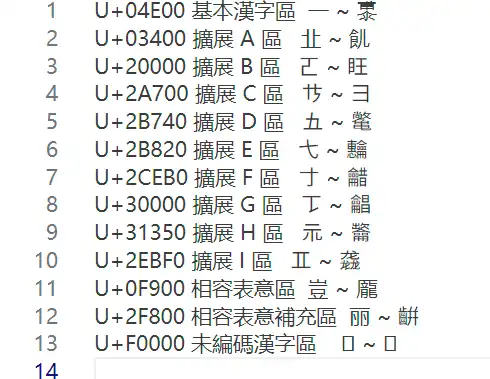 1 U+04E00 基本漢字區 一 ~
2 U+03400 擴展 A 區 㐀 ~
3 U+20000 擴展 B 區 𠀀 ~
4 U+2A700 擴展 C 區 𪜀 ~
5 U+2B740 擴展 D 區 𫝀 ~
6 U+2B820 擴展 E 區 𫠠 ~
7 U+2CEB0 擴展 F 區 𬺰 ~
8 U+30000 擴展 G 區 𰀀 ~
9 U+31350 擴展 H 區 ~
10 U+2EBF0 擴展 I 區 ~
11 U+0F900 相容表意區 豈 ~ 龎
12 U+2F800 相容表意補充區 丽 ~ 𪘀
13 U+F0000 未編碼漢字區 ~
14